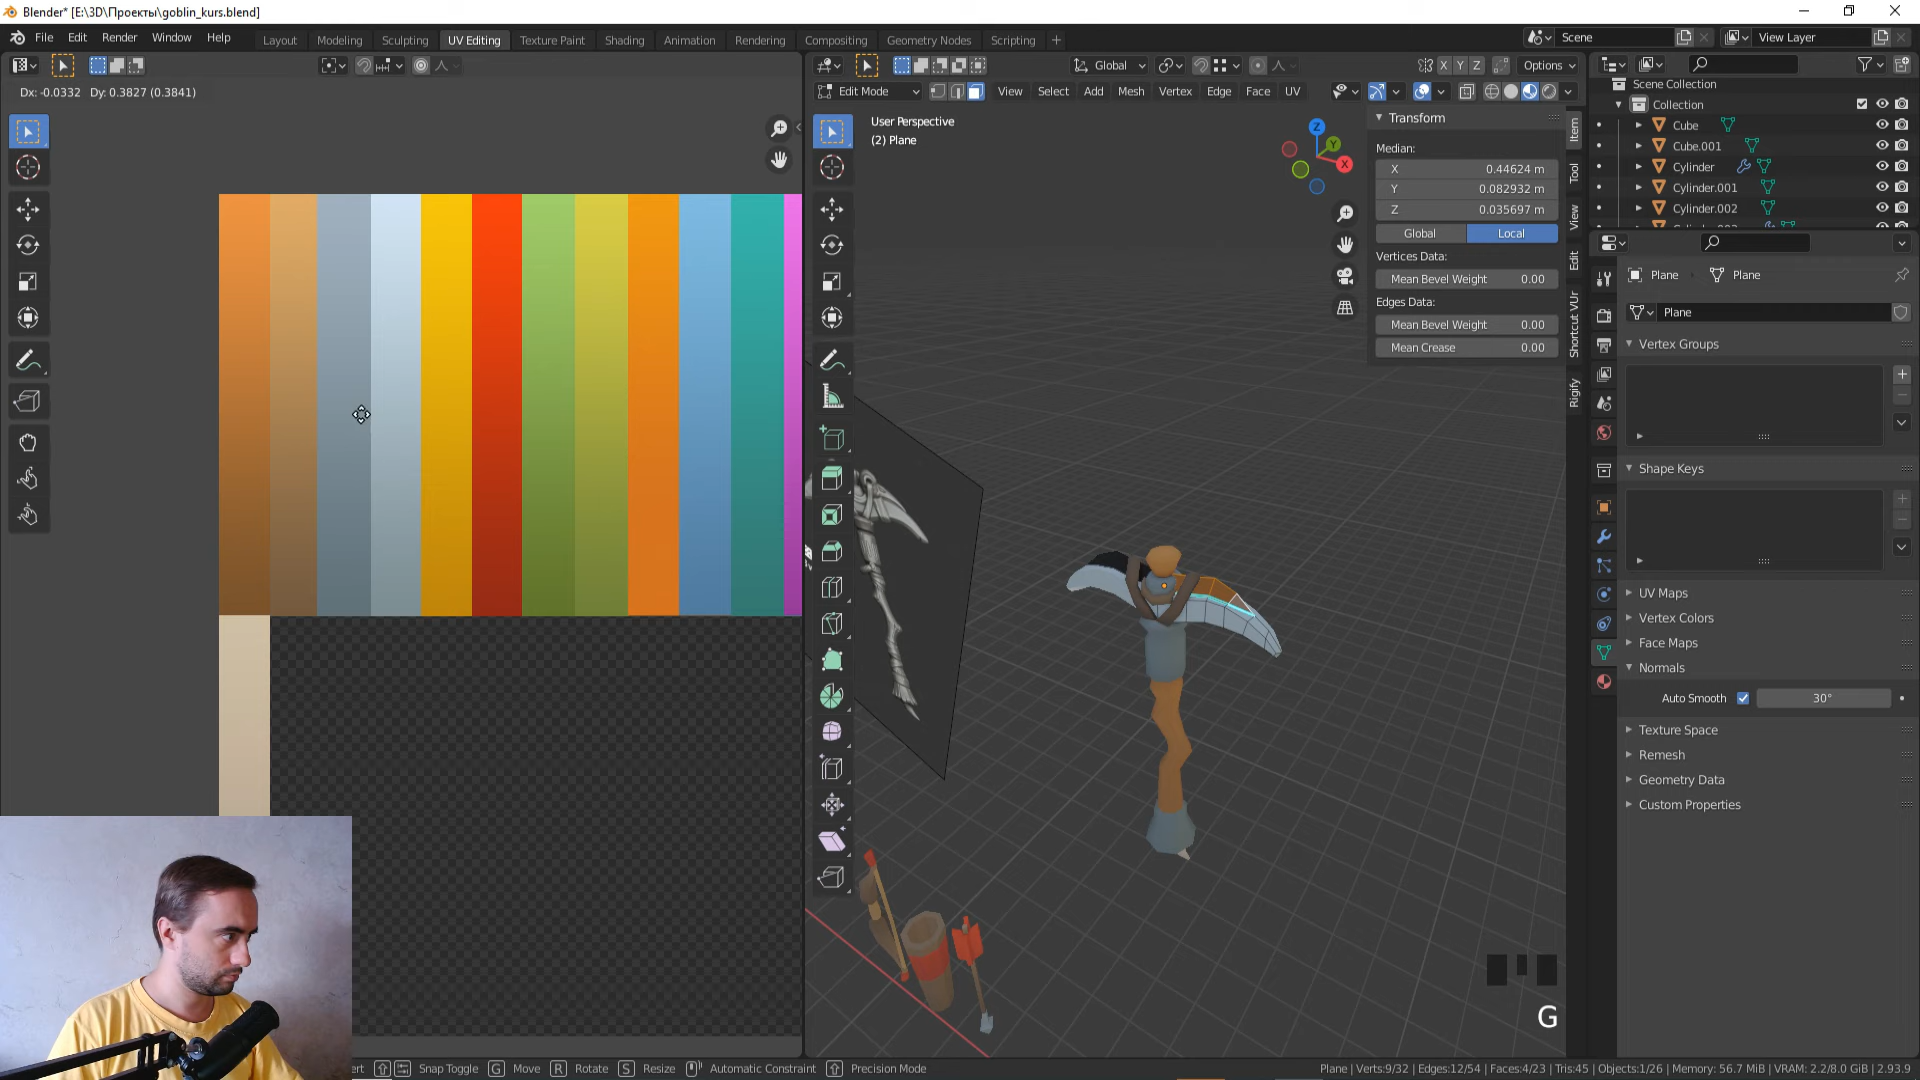 Blender* [E:\3D\Проекты\goblin_kurs.blend]
File Edit Render Window Help
Layout Modeling Sculpting UV Editing Texture Paint Shading Animation Rendering Compositing Geometry Nodes Scripting +
Scene
View Layer
Global
X Y Z
Options
Dx: -0.0332 Dy: 0.3827 (0.3841)
Edit Mode
View Select Add Mesh Vertex Edge Face UV
User Perspective
(2) Plane
Z
Y
X
Transform
Median:
X 0.44624 m
Y 0.082932 m
Z 0.035697 m
Global Local
Vertices Data:
Mean Bevel Weight 0.00
Edges Data:
Mean Bevel Weight 0.00
Mean Crease 0.00
Item
Tool
View
Edit
Shortcut VUr
Rigify
Scene Collection
Collection
Cube
Cube.001
Cylinder
Cylinder.001
Cylinder.002
Plane Plane
Plane
Vertex Groups
Shape Keys
UV Maps
Vertex Colors
Face Maps
Normals
Auto Smooth 30°
Texture Space
Remesh
Geometry Data
Custom Properties
G
Snap Toggle G Move R Rotate S Resize Automatic Constraint Precision Mode
Plane | Verts:9/32 | Edges:12/54 | Faces:4/23 | Tris:45 | Objects:1/26 | Memory: 56.7 MiB | VRAM: 2.2/8.0 GiB | 2.93.9